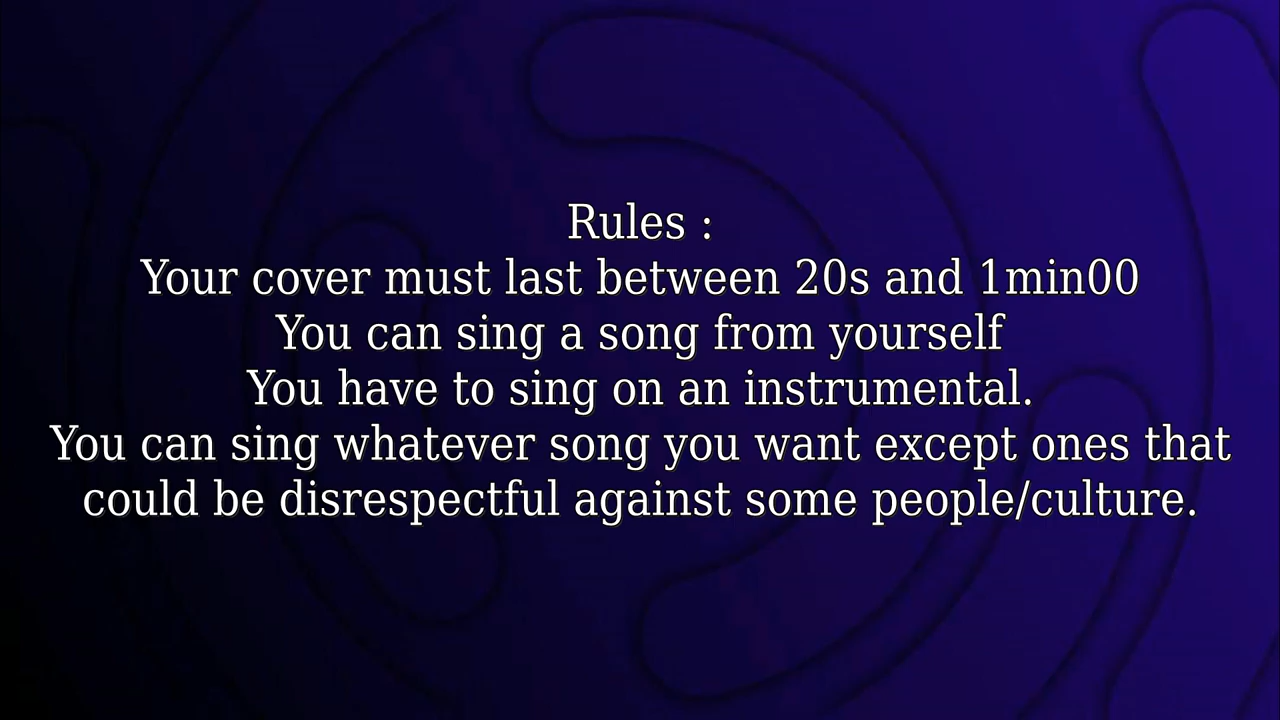 Rules :
Your cover must last between 20s and 1min00
You can sing a song from yourself
You have to sing on an instrumental.
You can sing whatever song you want except ones that
could be disrespectful against some people/culture.